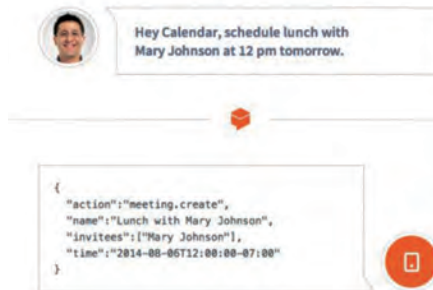 Hey Calendar, schedule lunch with
Mary Johnson at 12 pm tomorrow.
{
"action":"meeting.create",
"name":"Lunch with Mary Johnson",
"invitees":["Mary Johnson"],
"time":"2014-08-06T12:00:00-07:00"
}